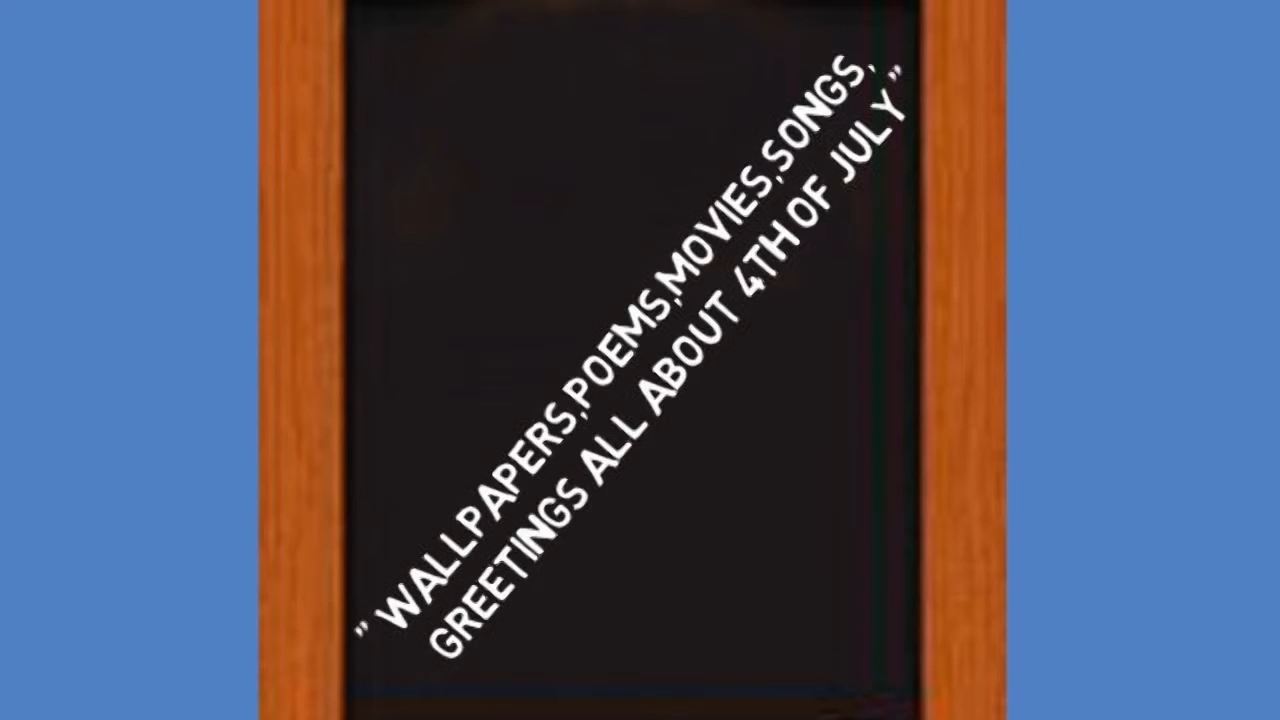 ” WALLPAPERS,POEMS,MOVIES,SONGS,
GREETINGS ALL ABOUT 4TH OF JULY”